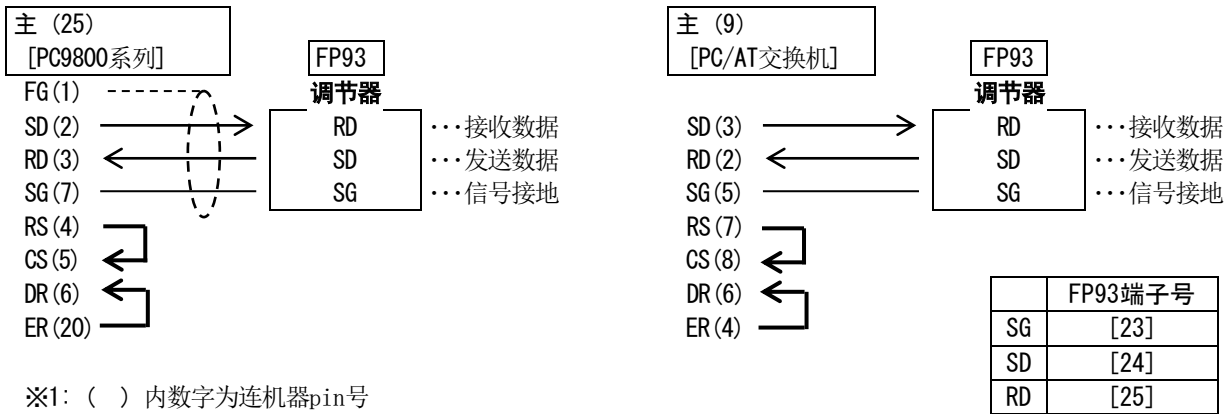 主 (25)
[PC9800系列]
FP93
调节器
FG(1)
SD(2)
RD
···接收数据
RD(3)
SD
···发送数据
SG(7)
SG
···信号接地
RS(4)
CS(5)
DR(6)
ER(20)
主 (9)
[PC/AT交换机]
FP93
调节器
SD(3)
RD
···接收数据
RD(2)
SD
···发送数据
SG(5)
SG
···信号接地
RS(7)
CS(8)
DR(6)
ER(4)
FP93端子号
SG [23]
SD [24]
RD [25]
※1: ( ) 内数字为连机器pin号